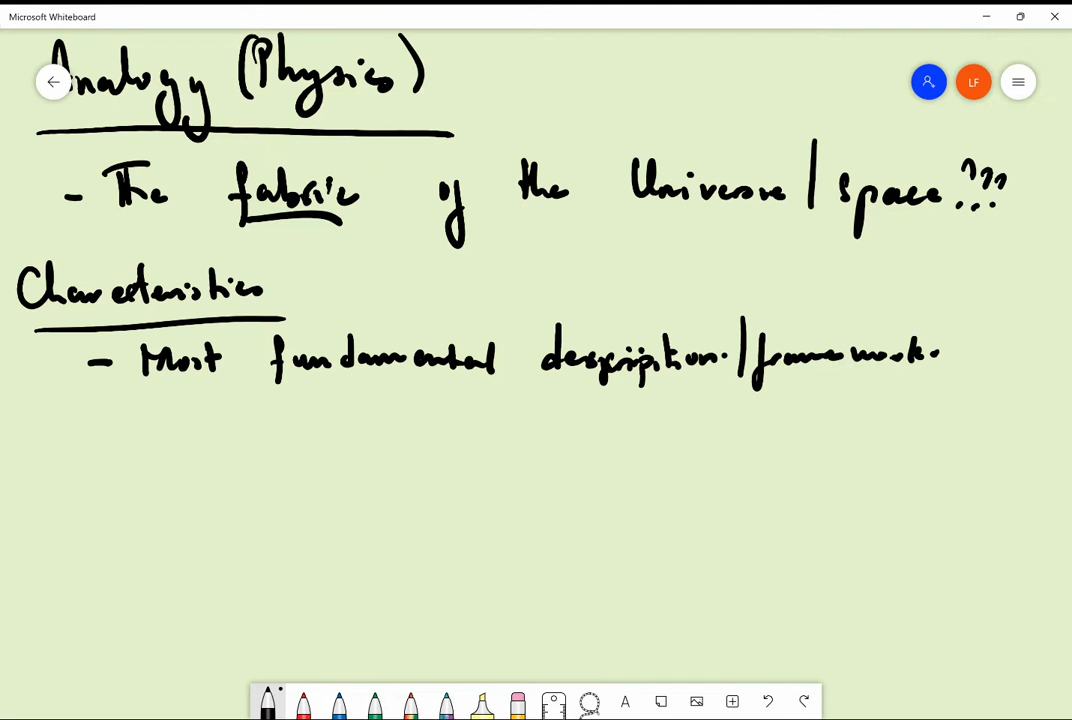 Microsoft Whiteboard
Analogy (Physics)
LF
- The fabric of the Universe/space???
Characteristics
- Most fundamental description./framework.
A